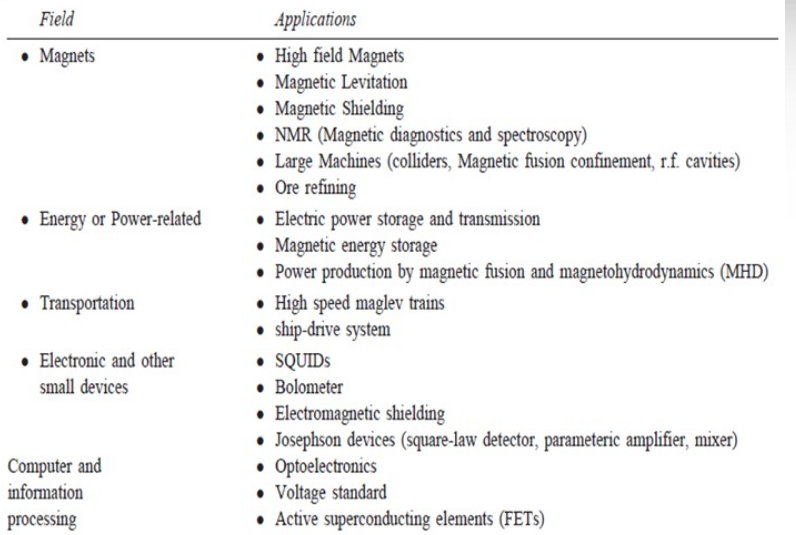 Field Applications
• Magnets • High field Magnets
• Magnetic Levitation
• Magnetic Shielding
• NMR (Magnetic diagnostics and spectroscopy)
• Large Machines (colliders, Magnetic fusion confinement, r.f. cavities)
• Ore refining
• Energy or Power-related • Electric power storage and transmission
• Magnetic energy storage
• Power production by magnetic fusion and magnetohydrodynamics (MHD)
• Transportation • High speed maglev trains
• ship-drive system
• Electronic and other • SQUIDs
small devices • Bolometer
• Electromagnetic shielding
• Josephson devices (square-law detector, parameteric amplifier, mixer)
Computer and • Optoelectronics
information • Voltage standard
processing • Active superconducting elements (FETs)